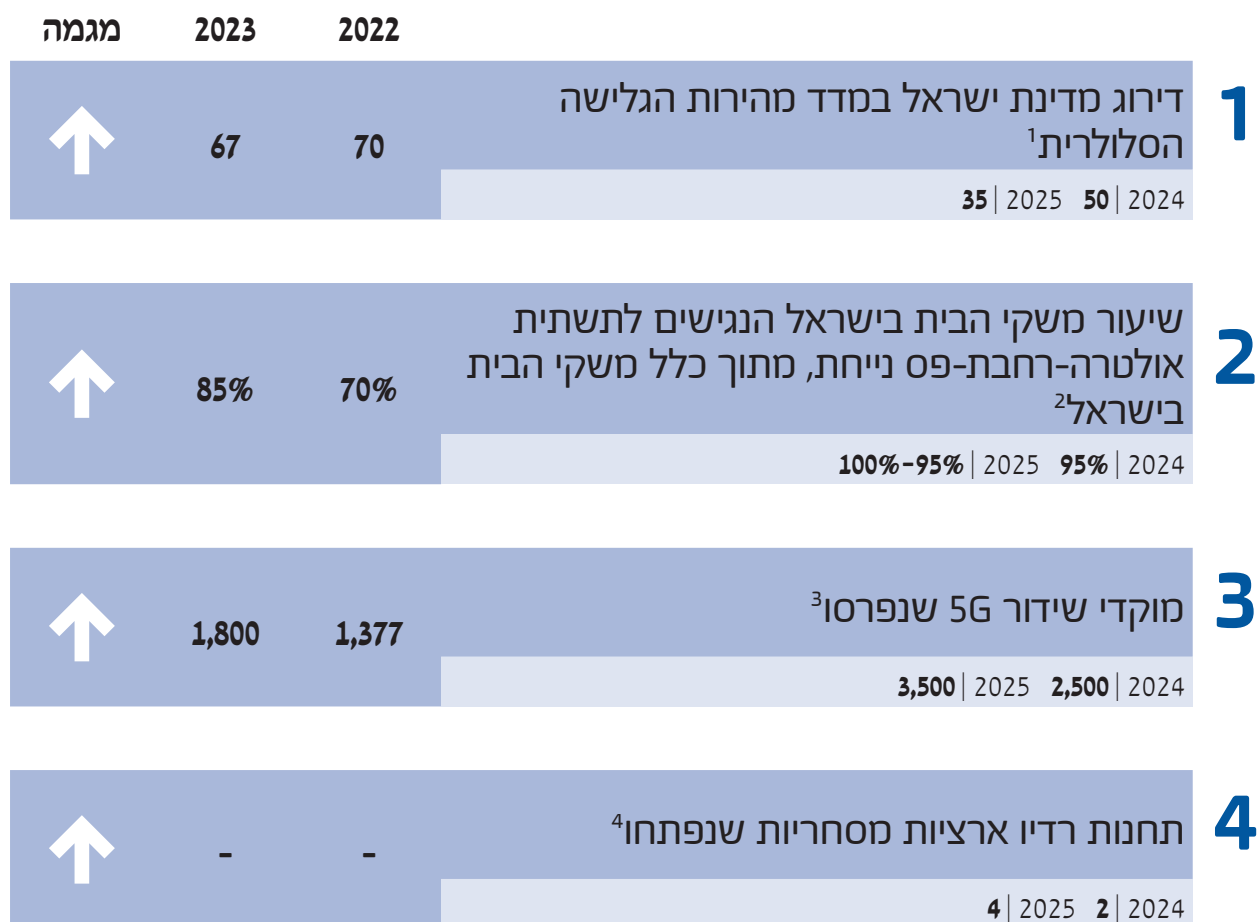 2022 2023 מגמה
1
דירוג מדינת ישראל במדד מהירות הגלישה
הסלולרית¹
70 67
2024 | 50 2025 | 35
2
שיעור משקי הבית בישראל הנגישים לתשתית
אולטרה-רחבת-פס נייחת, מתוך כלל משקי הבית
בישראל²
70% 85%
2024 | 95% 2025 | 95%-100%
3
מוקדי שידור 5G שנפרסו³
1,377 1,800
2024 | 2,500 2025 | 3,500
4
תחנות רדיו ארציות מסחריות שנפתחו⁴
- -
2024 | 2 2025 | 4